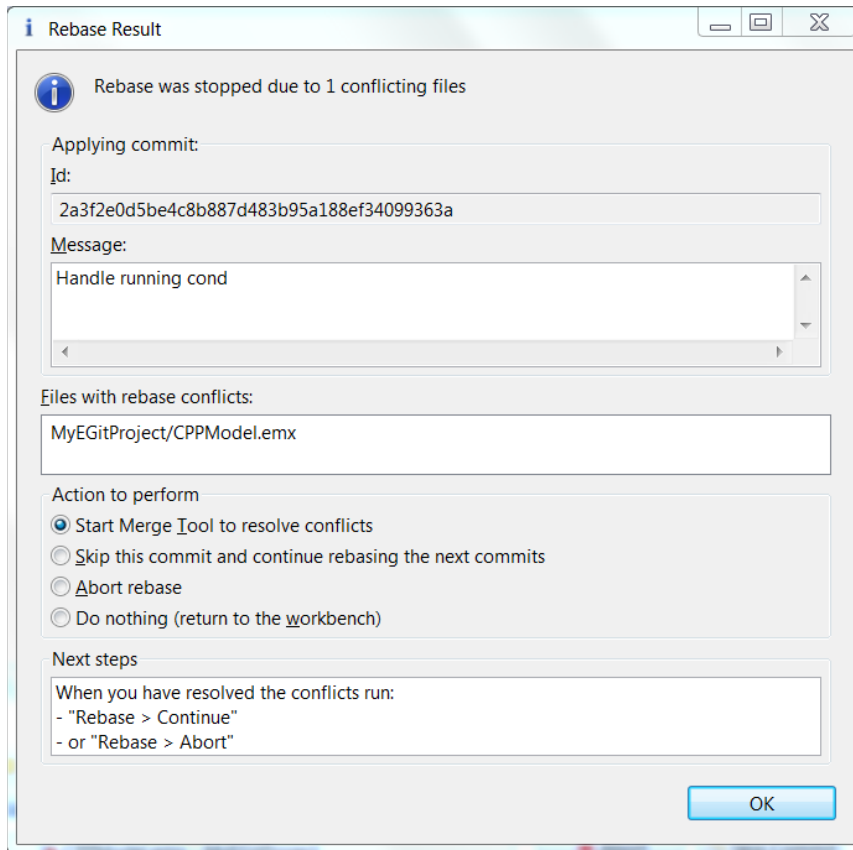 Rebase Result
Rebase was stopped due to 1 conflicting files
Applying commit:
Id:
2a3f2e0d5be4c8b887d483b95a188ef34099363a
Message:
Handle running cond
Files with rebase conflicts:
MyEGitProject/CPPModel.emx
Action to perform
Start Merge Tool to resolve conflicts
Skip this commit and continue rebasing the next commits
Abort rebase
Do nothing (return to the workbench)
Next steps
When you have resolved the conflicts run:
- "Rebase > Continue"
- or "Rebase > Abort"
OK